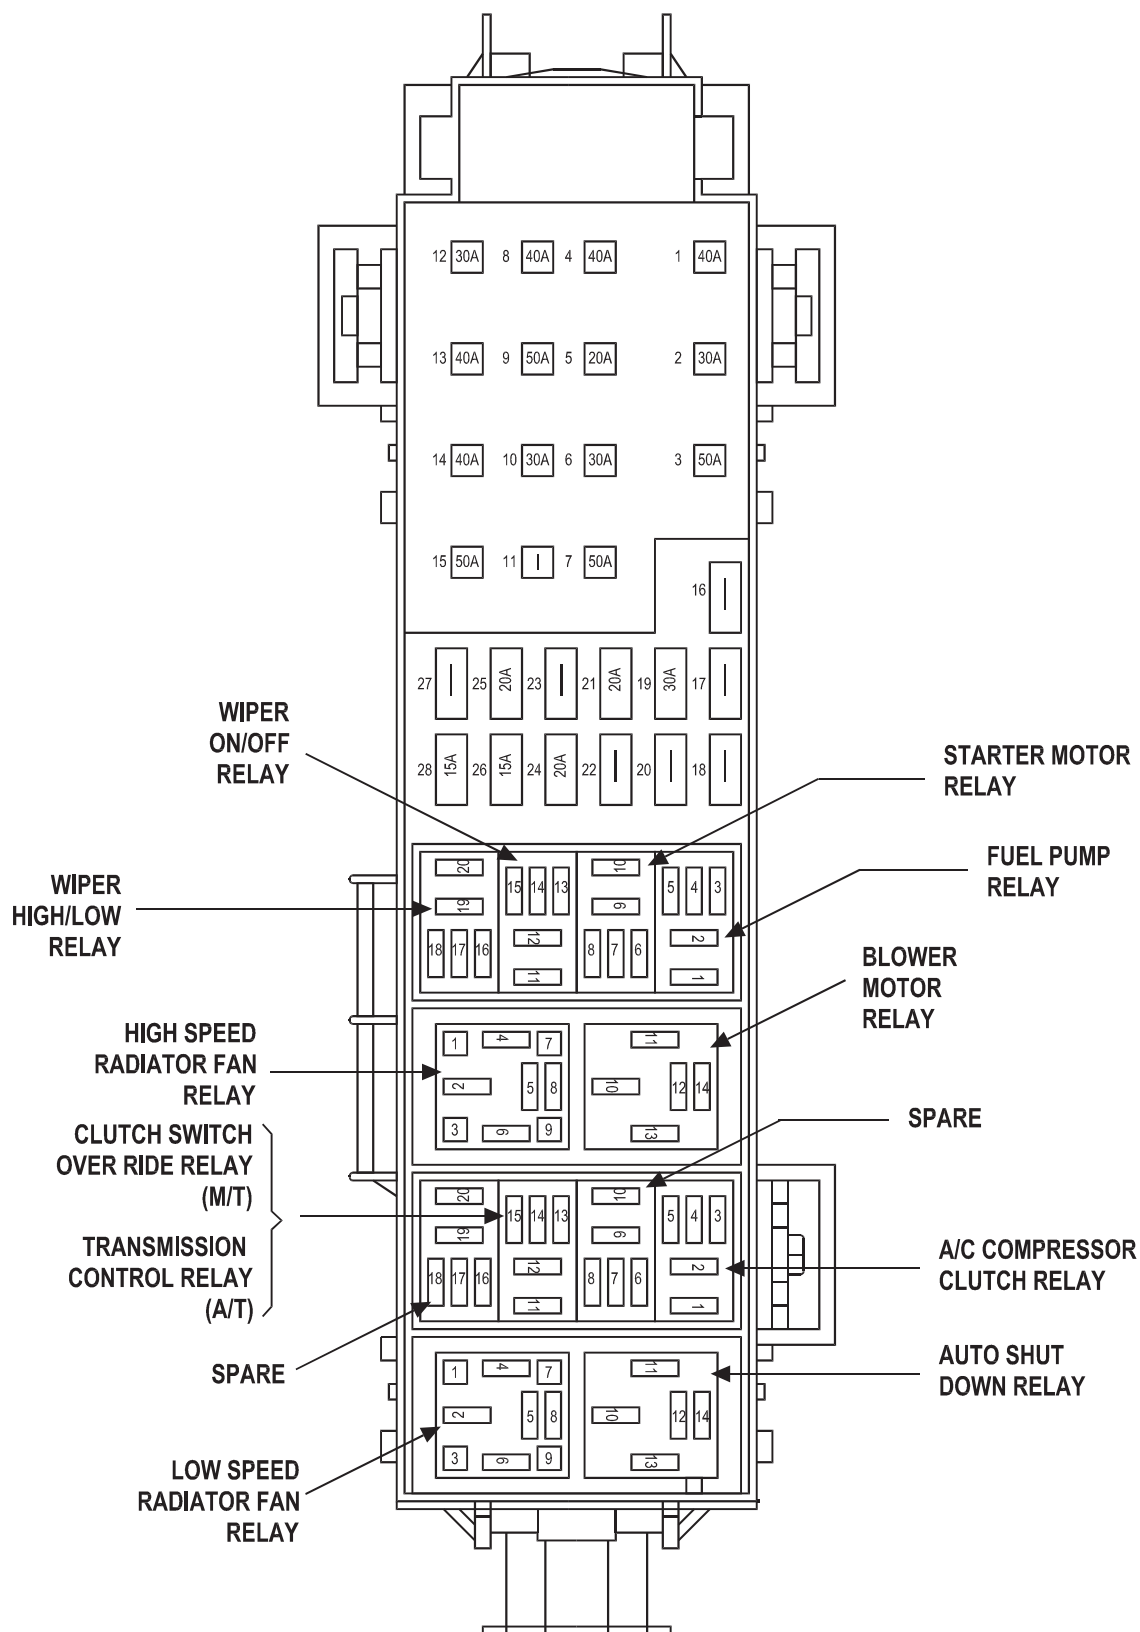 12 30A 8 40A 4 40A 1 40A
13 40A 9 50A 5 20A 2 30A
14 40A 10 30A 6 30A 3 50A
15 50A 11 7 50A
16
27 25 20A 23 21 20A 19 30A 17
28 15A 26 15A 24 20A 22 20 18
WIPER
ON/OFF
RELAY
STARTER MOTOR
RELAY
FUEL PUMP
RELAY
WIPER
HIGH/LOW
RELAY
20 15 14 13 10 5 4 3
19 9
18 17 16 12 8 7 6 2
11 1
BLOWER
MOTOR
RELAY
HIGH SPEED
RADIATOR FAN
RELAY
1 4 7 11
2 5 8 10 12 14
3 6 9 13
CLUTCH SWITCH
OVER RIDE RELAY
(M/T)
TRANSMISSION
CONTROL RELAY
(A/T)
SPARE
20 15 14 13 10 5 4 3
19 9
18 17 16 12 8 7 6 2
11 1
A/C COMPRESSOR
CLUTCH RELAY
SPARE
AUTO SHUT
DOWN RELAY
1 4 7 11
2 5 8 10 12 14
3 6 9 13
LOW SPEED
RADIATOR FAN
RELAY